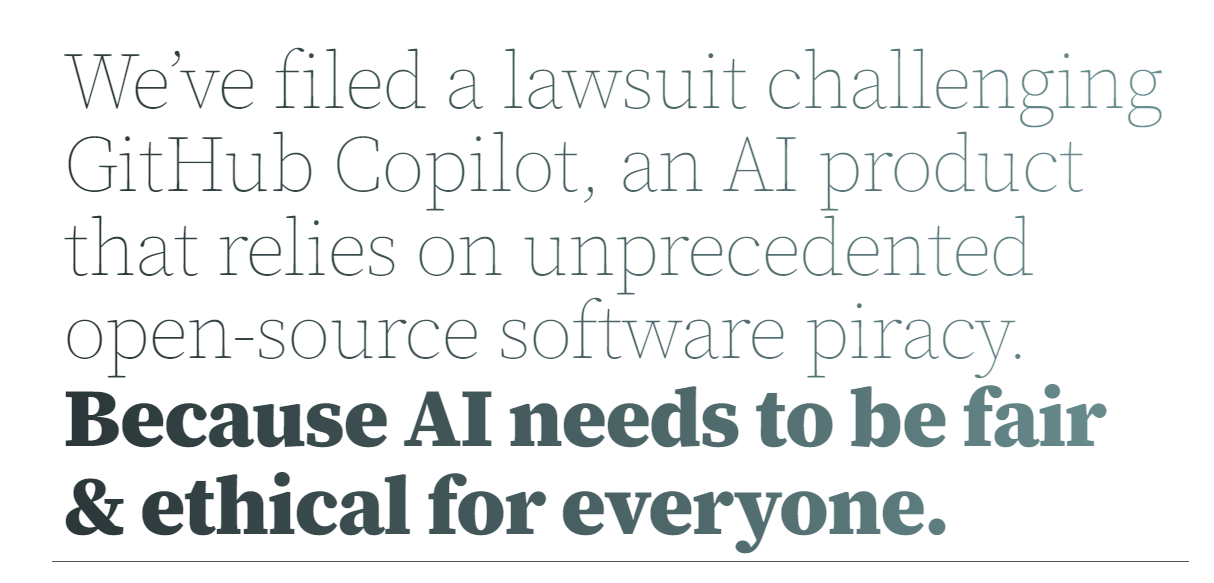 We’ve filed a lawsuit challenging
GitHub Copilot, an AI product
that relies on unprecedented
open-source software piracy.
Because AI needs to be fair
& ethical for everyone.